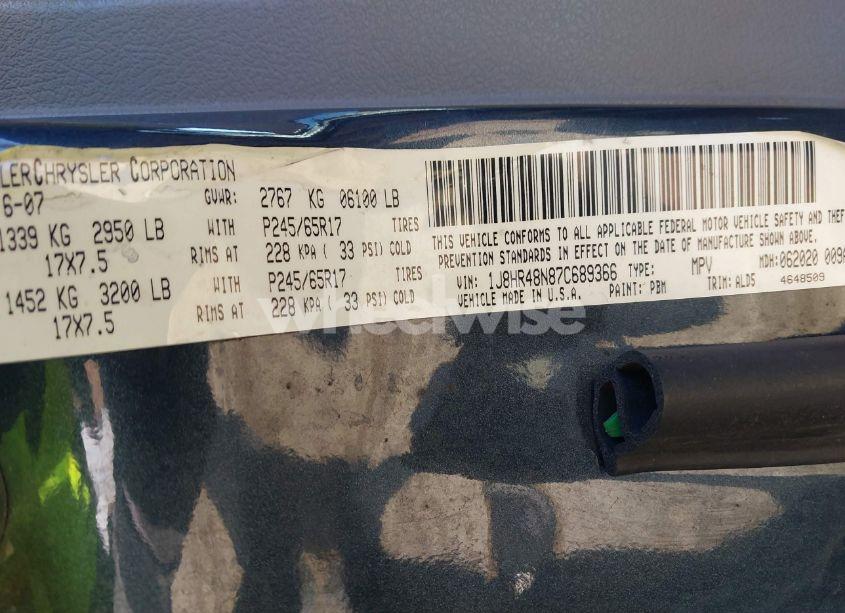 LERCHRYSLER CORPORATION
6-07 GVWR: 2767 KG 06100 LB
1339 KG 2950 LB WITH P245/65R17 TIRES
17X7.5 RIMS AT 228 KPA ( 33 PSI) COLD
1452 KG 3200 LB WITH P245/65R17 TIRES
17X7.5 RIMS AT 228 KPA ( 33 PSI) COLD
THIS VEHICLE CONFORMS TO ALL APPLICABLE FEDERAL MOTOR VEHICLE SAFETY AND THEF
PREVENTION STANDARDS IN EFFECT ON THE DATE OF MANUFACTURE SHOWN ABOVE.
VIN: 1J8HR48N87C689366 TYPE: MPV MDH: 062020 009
VEHICLE MADE IN U.S.A. PAINT: PBM TRIM: ALD5 4648509
wheelwise